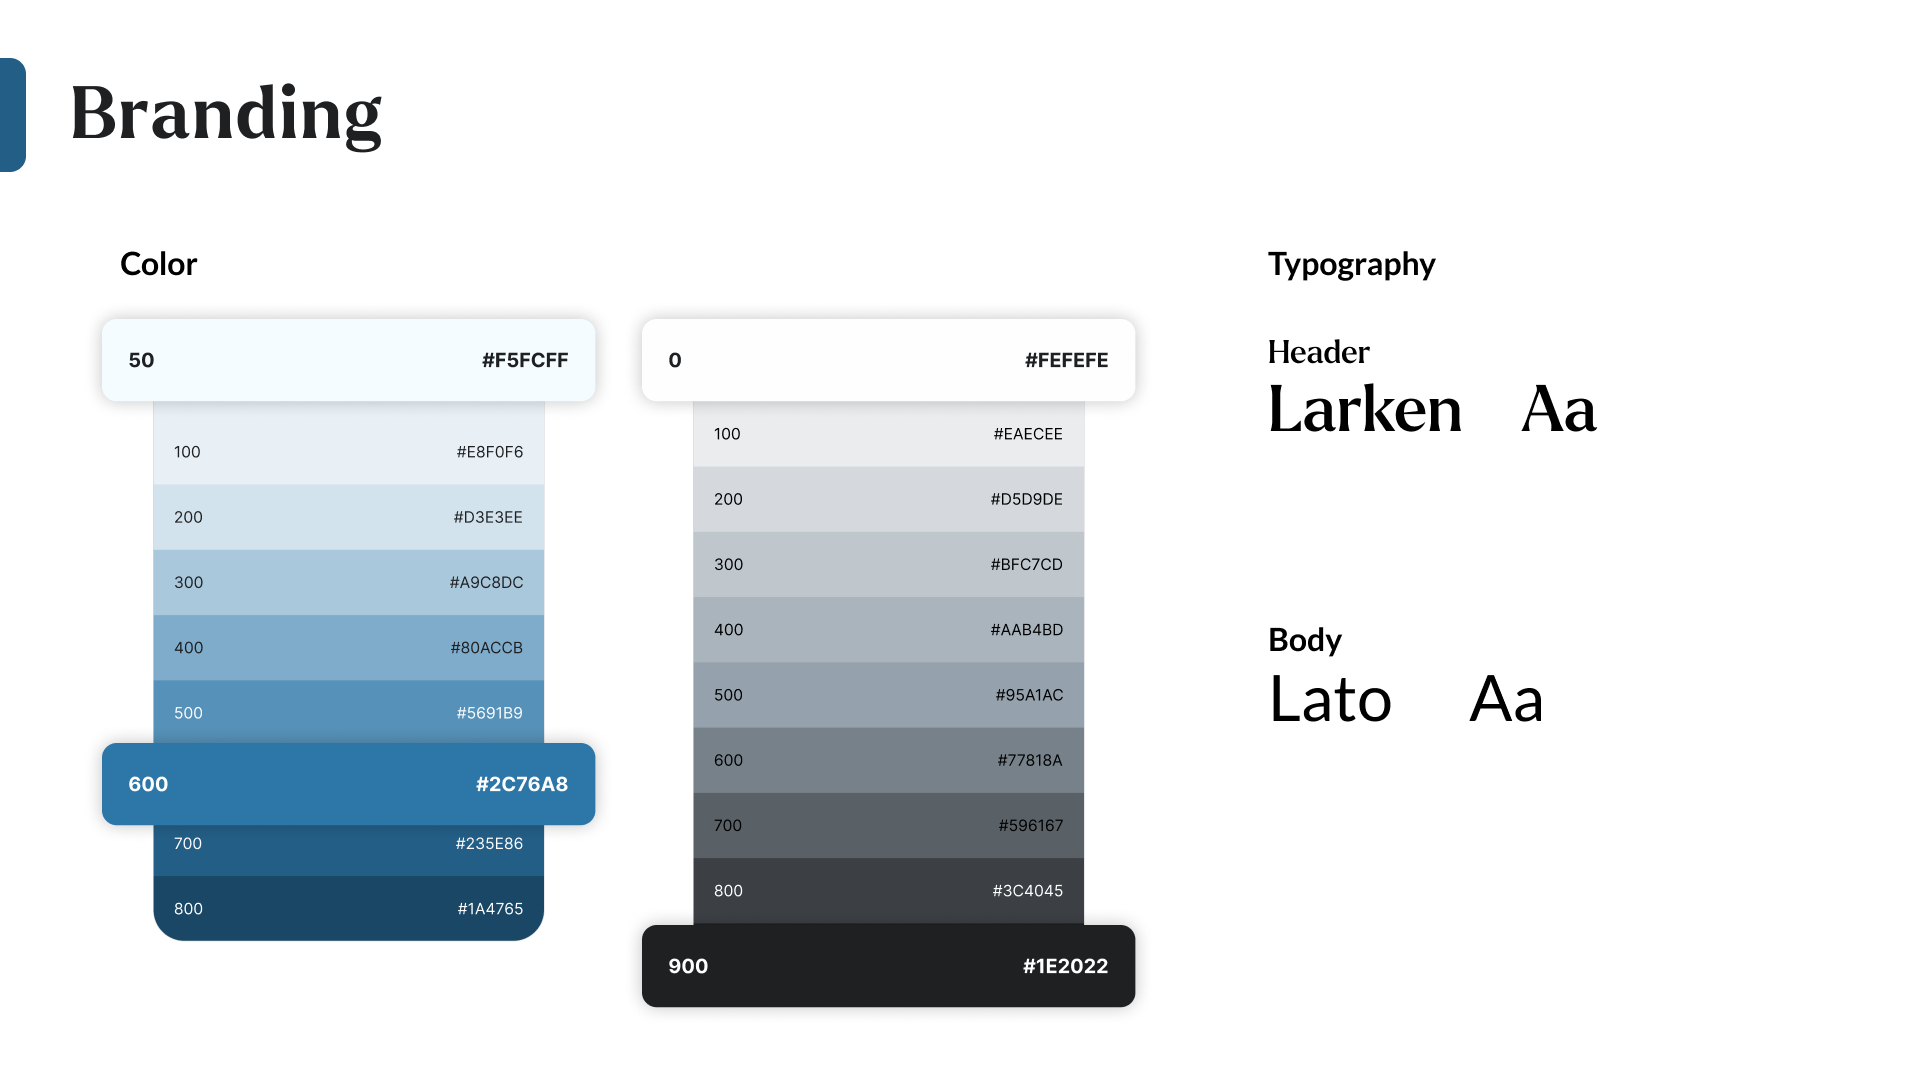 Branding
Color
50 #F5FCFF
100 #E8F0F6
200 #D3E3EE
300 #A9C8DC
400 #80ACCB
500 #5691B9
600 #2C76A8
700 #235E86
800 #1A4765
0 #FEFEFE
100 #EAECEE
200 #D5D9DE
300 #BFC7CD
400 #AAB4BD
500 #95A1AC
600 #77818A
700 #596167
800 #3C4045
900 #1E2022
Typography
Header
Larken Aa
Body
Lato Aa